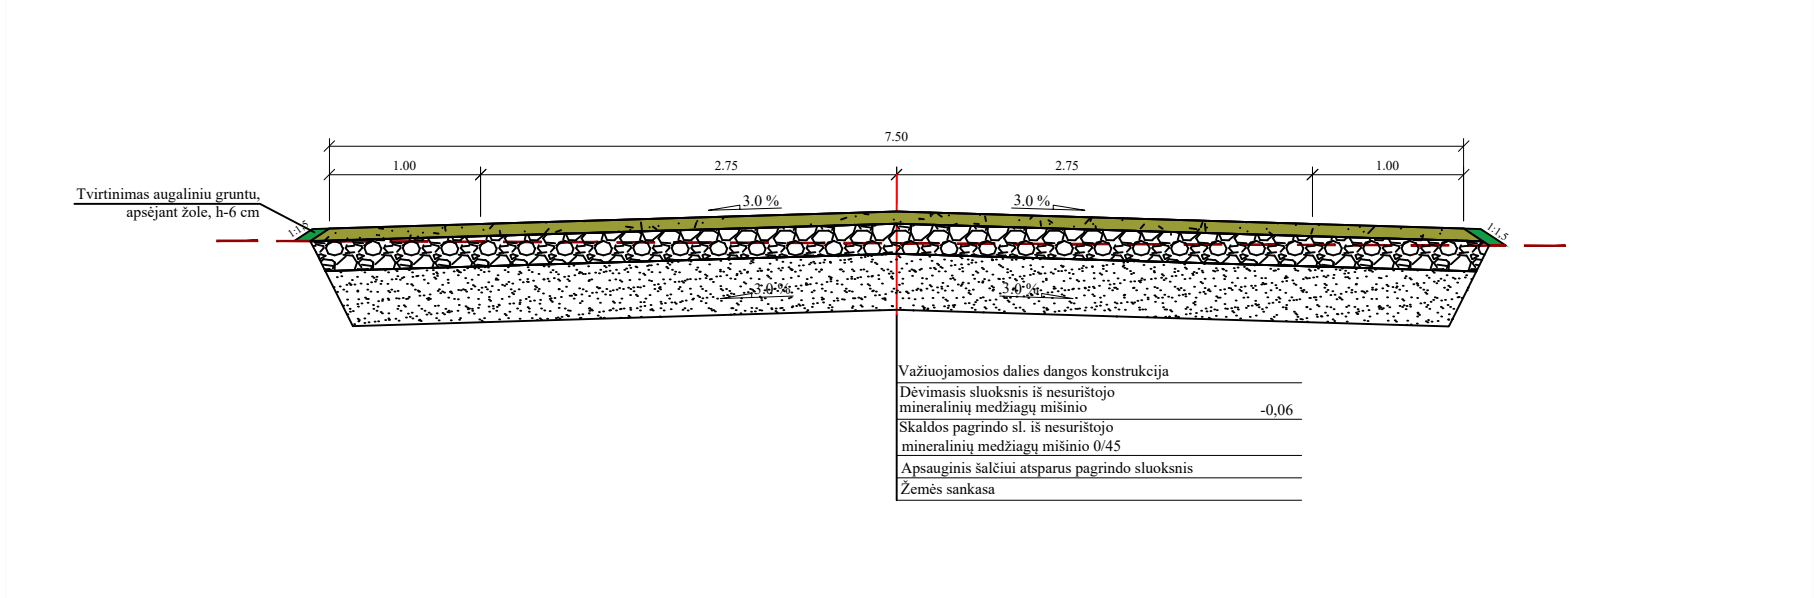 7.50
1.00
2.75
2.75
1.00
Tvirtinimas augaliniu gruntu,
apsėjant žole, h-6 cm
3.0 %
3.0 %
1:1,5
1:1,5
3.0 %
3.0 %
Važiuojamosios dalies dangos konstrukcija
Dėvimasis sluoksnis iš nesurištojo
mineralinių medžiagų mišinio -0,06
Skaldos pagrindo sl. iš nesurištojo
mineralinių medžiagų mišinio 0/45
Apsauginis šalčiui atsparus pagrindo sluoksnis
Žemės sankasa